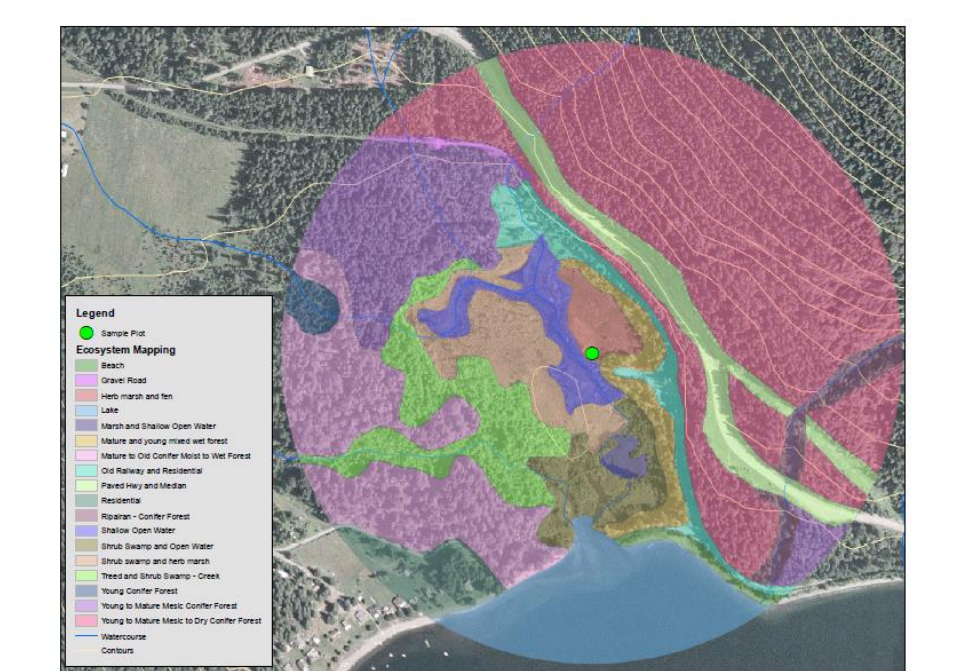 Legend
Sample Plot
Ecosystem Mapping
Beach
Gravel Road
Herb marsh and fen
Lake
Marsh and Shallow Open Water
Mature and young mixed wet forest
Mature to Old Conifer Moist to Wet Forest
Old Railway and Residential
Paved Hwy and Median
Residential
Ripairan - Conifer Forest
Shallow Open Water
Shrub Swamp and Open Water
Shrub swamp and herb marsh
Treed and Shrub Swamp - Creek
Young Conifer Forest
Young to Mature Mesic Conifer Forest
Young to Mature Mesic to Dry Conifer Forest
Watercourse
Contours